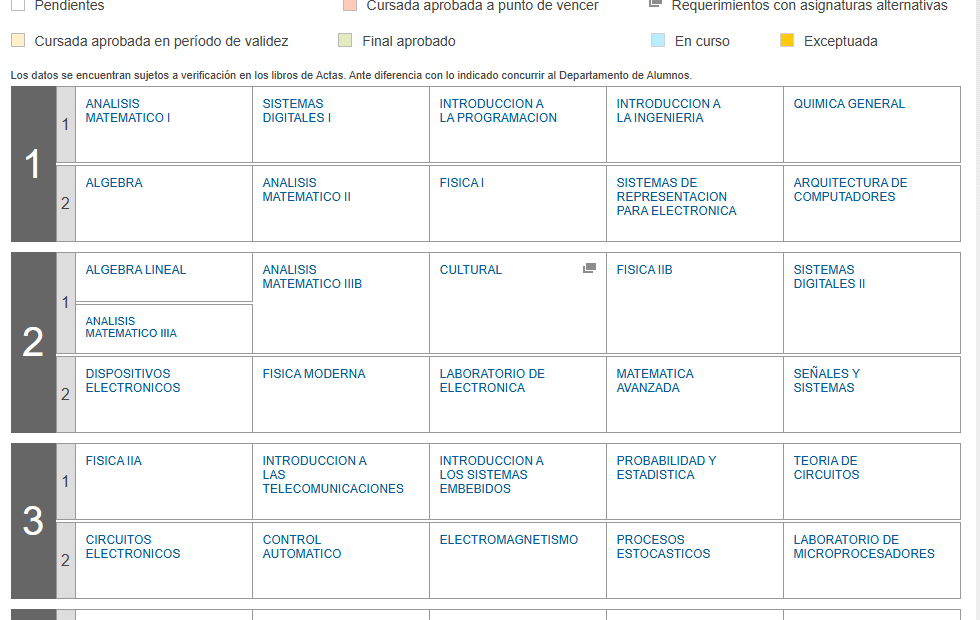 Pendientes
Cursada aprobada a punto de vencer
Requerimientos con asignaturas alternativas
Cursada aprobada en período de validez
Final aprobado
En curso
Exceptuada
Los datos se encuentran sujetos a verificación en los libros de Actas. Ante diferencia con lo indicado concurrir al Departamento de Alumnos.
1
1
ANALISIS
MATEMATICO I
SISTEMAS
DIGITALES I
INTRODUCCION A
LA PROGRAMACION
INTRODUCCION A
LA INGENIERIA
QUIMICA GENERAL
2
ALGEBRA
ANALISIS
MATEMATICO II
FISICA I
SISTEMAS DE
REPRESENTACION
PARA ELECTRONICA
ARQUITECTURA DE
COMPUTADORES
2
1
ALGEBRA LINEAL
ANALISIS
MATEMATICO IIIA
ANALISIS
MATEMATICO IIIB
CULTURAL
FISICA IIB
SISTEMAS
DIGITALES II
2
DISPOSITIVOS
ELECTRONICOS
FISICA MODERNA
LABORATORIO DE
ELECTRONICA
MATEMATICA
AVANZADA
SEÑALES Y
SISTEMAS
3
1
FISICA IIA
INTRODUCCION A
LAS
TELECOMUNICACIONES
INTRODUCCION A
LOS SISTEMAS
EMBEBIDOS
PROBABILIDAD Y
ESTADISTICA
TEORIA DE
CIRCUITOS
2
CIRCUITOS
ELECTRONICOS
CONTROL
AUTOMATICO
ELECTROMAGNETISMO
PROCESOS
ESTOCASTICOS
LABORATORIO DE
MICROPROCESADORES